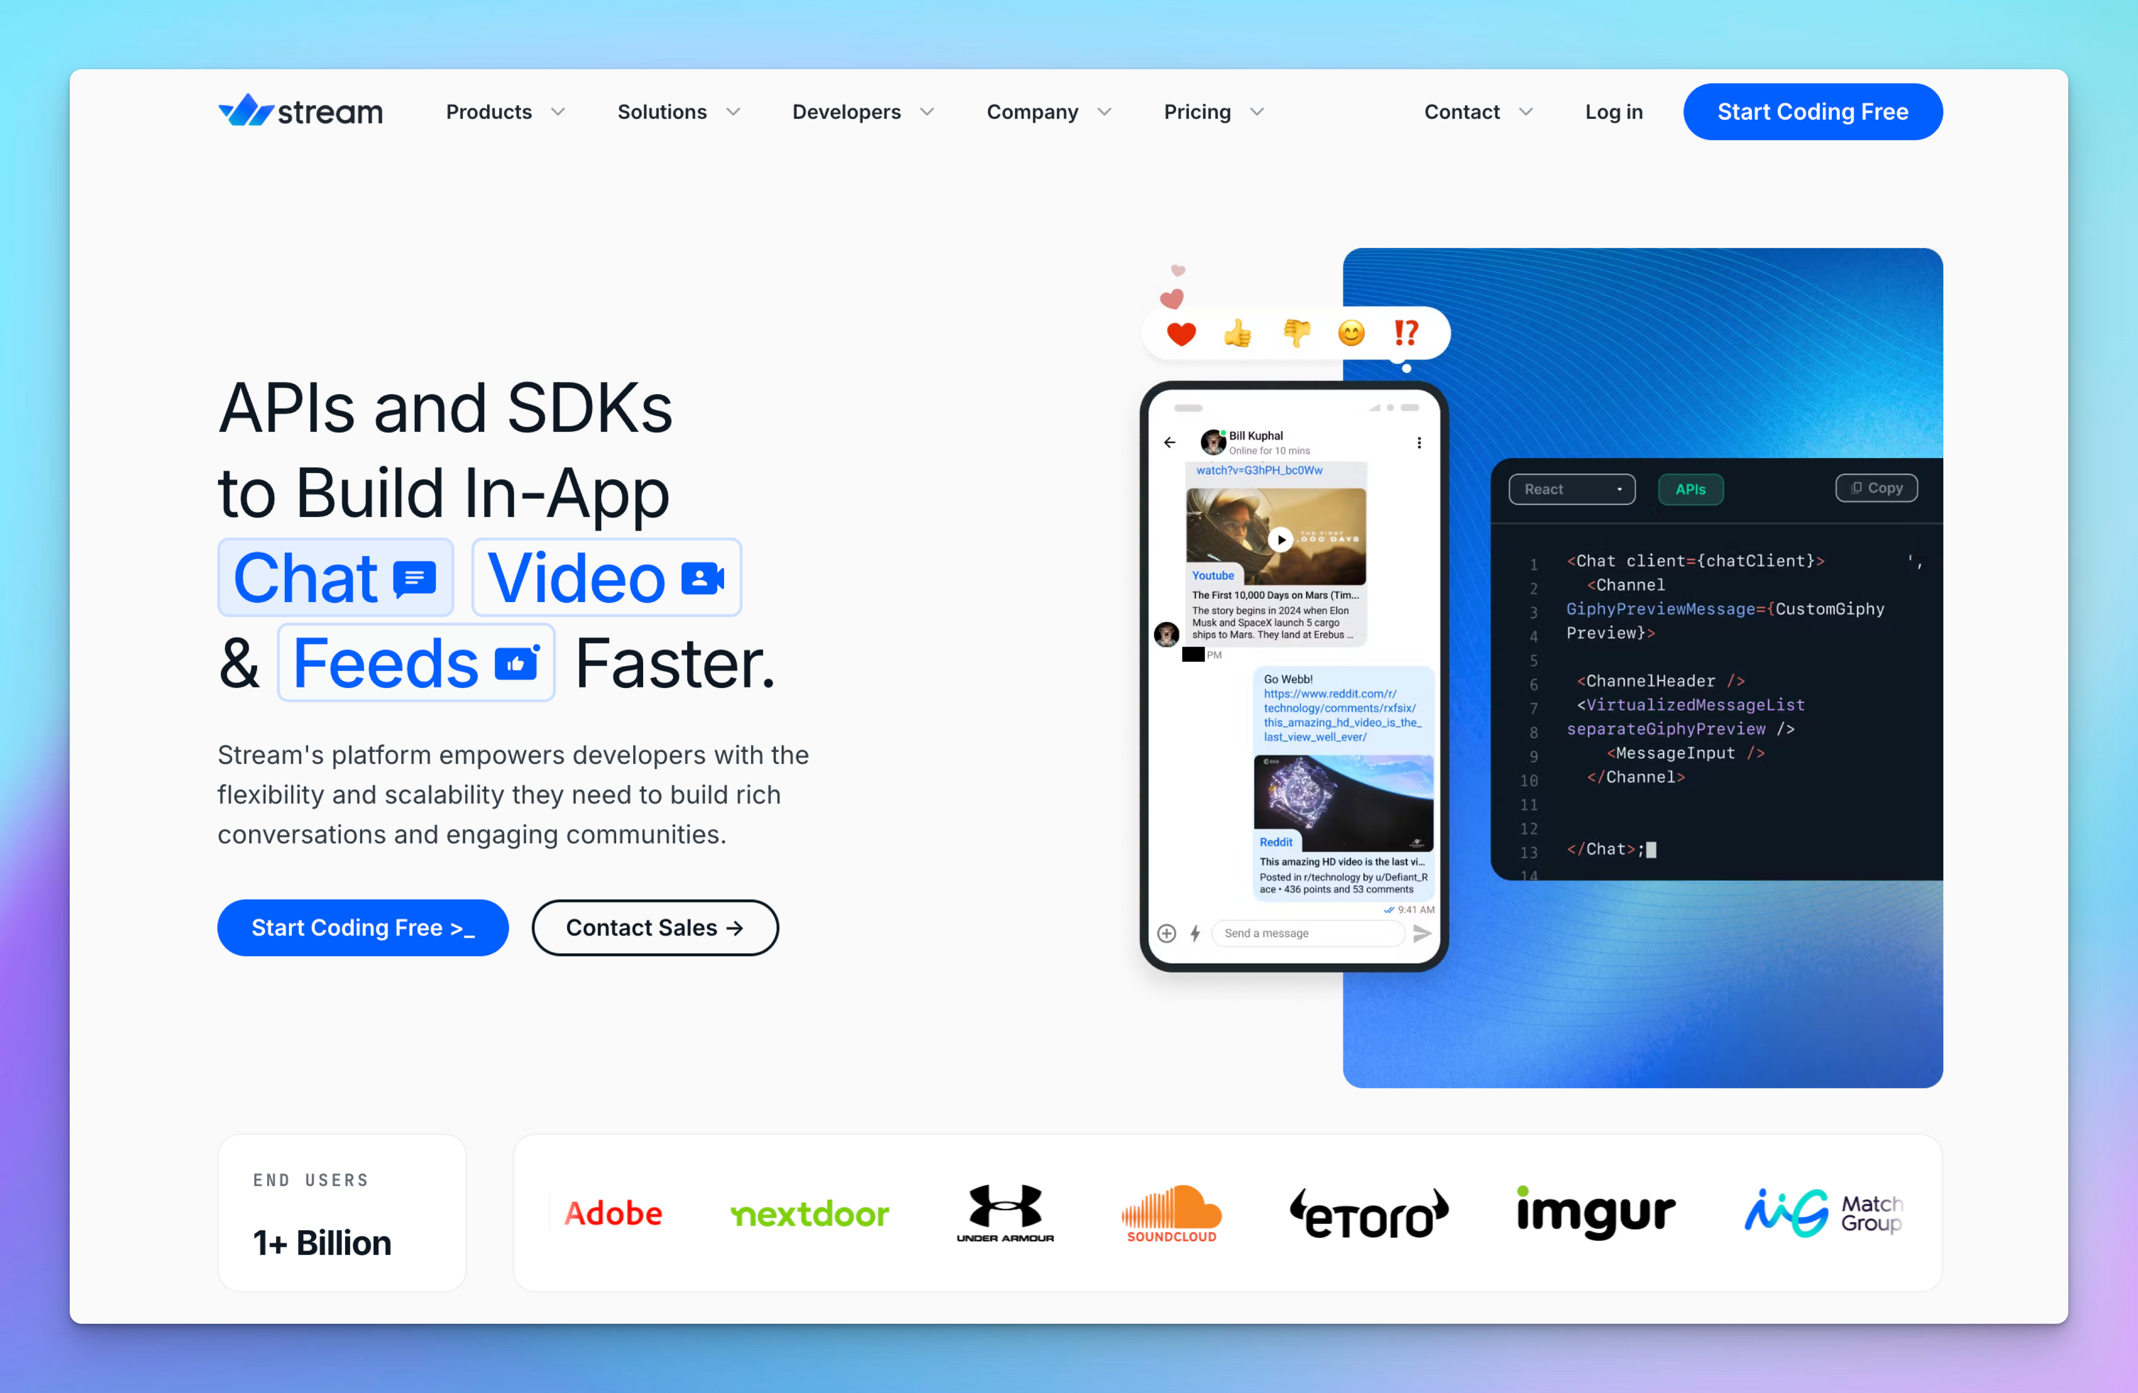 stream
Products
Solutions
Developers
Company
Pricing
Contact
Log in
Start Coding Free
APIs and SDKs
to Build In-App
Chat Video
& Feeds Faster.
Stream's platform empowers developers with the
flexibility and scalability they need to build rich
conversations and engaging communities.
Start Coding Free >_
Contact Sales →
Bill Kuphal
Online for 10 mins
watch?v=G3hPH_bc0Ww
THE FIRST
,000 DAYS
Youtube
The First 10,000 Days on Mars (Tim...
The story begins in 2024 when Elon
Musk and SpaceX launch 5 cargo
ships to Mars. They land at Erebus ...
PM
Go Webb!
https://www.reddit.com/r/
technology/comments/rxfsix/
this_amazing_hd_video_is_the_
last_view_well_ever/
Reddit
This amazing HD video is the last vi...
Posted in r/technology by u/Defiant_R
ace • 436 points and 53 comments
9:41 AM
Send a message
React
APIs
Copy
1 <Chat client={chatClient}> ',
2 <Channel
3 GiphyPreviewMessage={CustomGiphy
4 Preview}>
5
6 <ChannelHeader />
7 <VirtualizedMessageList
8 separateGiphyPreview />
9 <MessageInput />
10 </Channel>
11
12
13 </Chat>;
14
END USERS
1+ Billion
Adobe
nextdoor
UNDER ARMOUR
SOUNDCLOUD
eToro
imgur
Match
Group